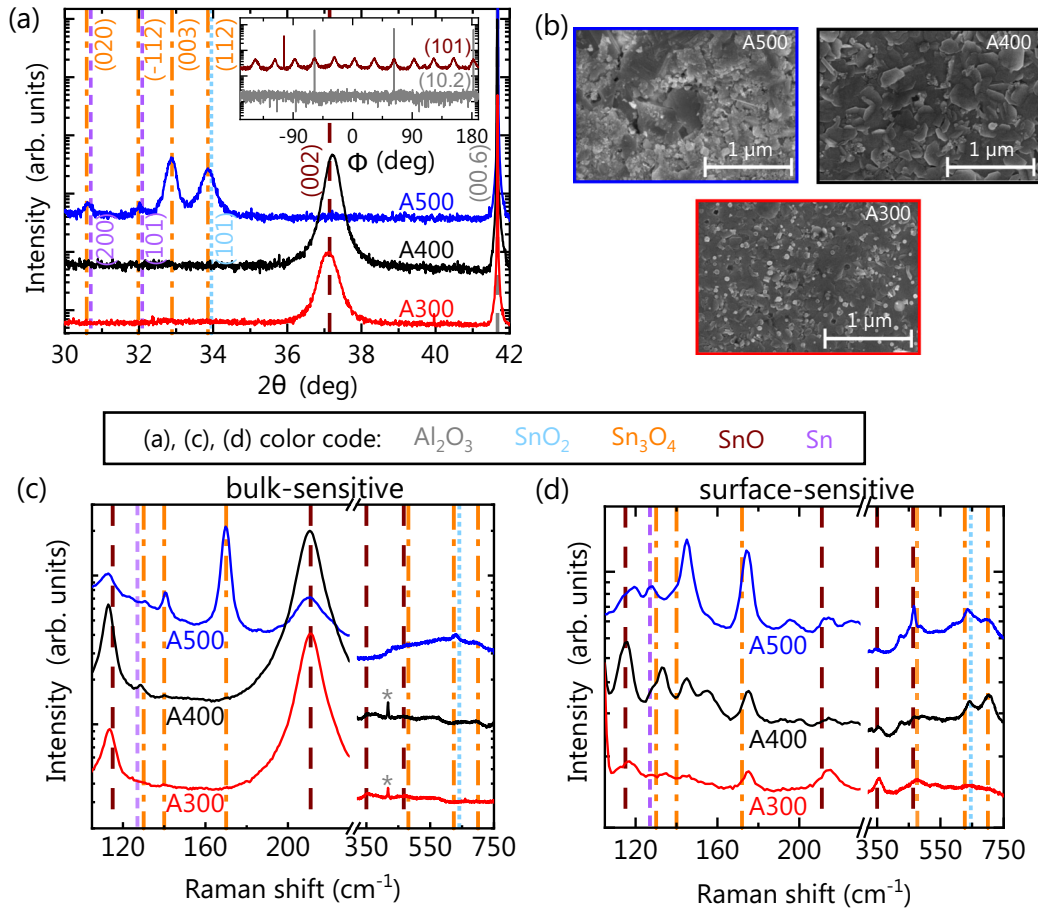 (a)
(020)
(-112)
(003)
(112)
(101)
(10.2)
-90 0 90 180
Φ (deg)
(002)
(00.6)
A500
(200)
(101)
(101)
A400
A300
Intensity (arb. units)
30 32 34 36 38 40 42
2θ (deg)
(b)
A500
1 µm
A400
1 µm
A300
1 µm
(a), (c), (d) color code: Al₂O₃ SnO₂ Sn₃O₄ SnO Sn
(c)
bulk-sensitive
A500
A400
*
A300
*
Intensity (arb. units)
120 160 200 350 550 750
Raman shift (cm⁻¹)
(d)
surface-sensitive
A500
A400
A300
Intensity (arb. units)
120 160 200 350 550 750
Raman shift (cm⁻¹)